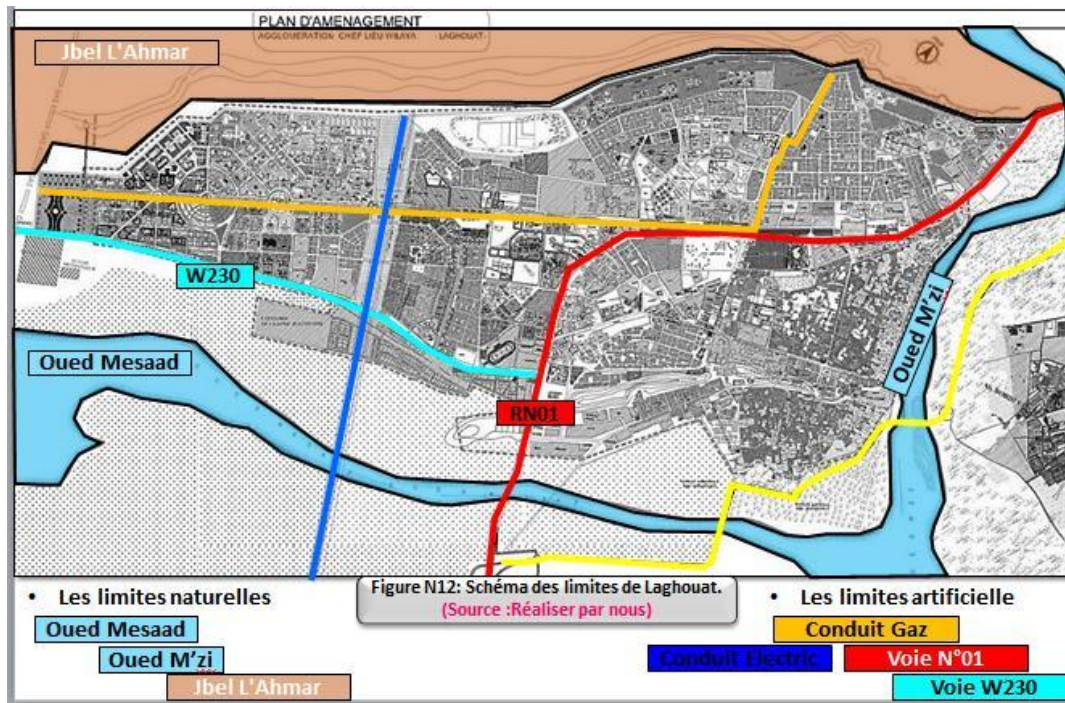 PLAN D'AMENAGEMENT
AGGLOMERATION CHEF LIEU WILAYA LAGHOUAT
Jbel L'Ahmar
W230
Oued Mesaad
RN01
Oued M'zi
Figure N12: Schéma des limites de Laghouat.
(Source :Réaliser par nous)
• Les limites naturelles
Oued Mesaad
Oued M'zi
Jbel L'Ahmar
• Les limites artificielle
Conduit Gaz
Conduit Electric
Voie N°01
Voie W230